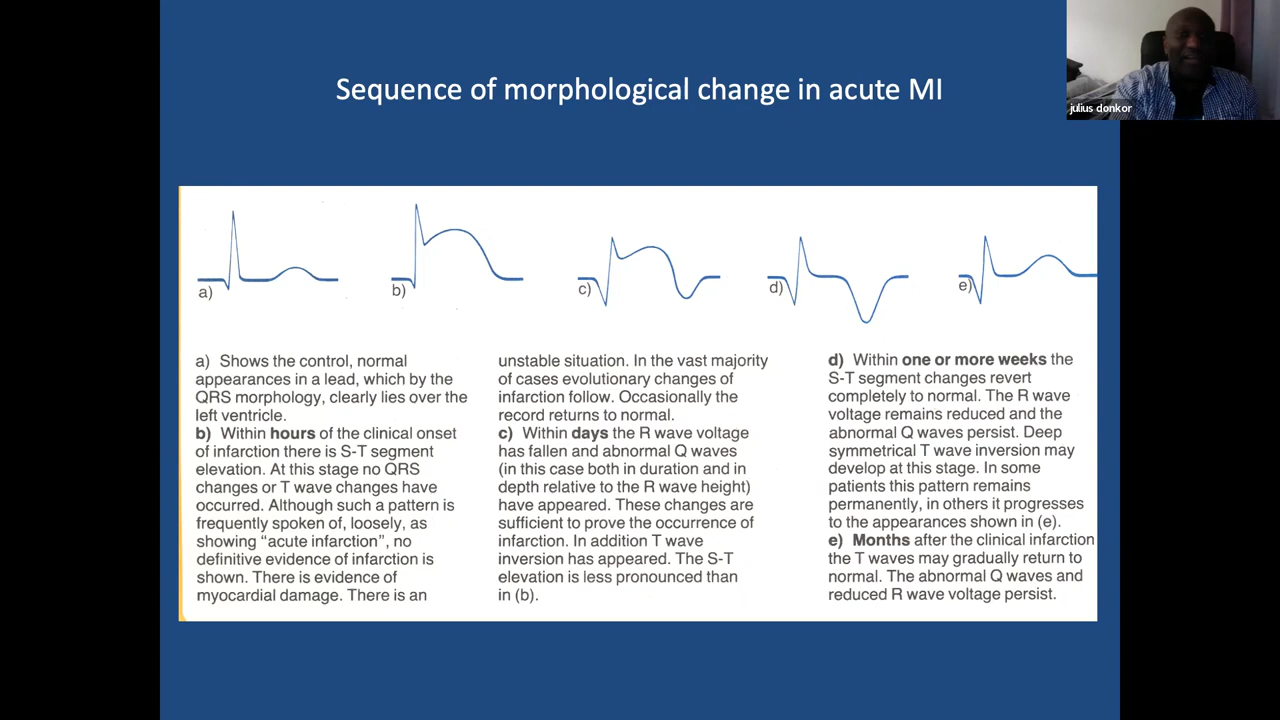 Sequence of morphological change in acute MI
julius donkor
a)
b)
c)
d)
e)
a) Shows the control, normal
appearances in a lead, which by the
QRS morphology, clearly lies over the
left ventricle.
b) Within hours of the clinical onset
of infarction there is S-T segment
elevation. At this stage no QRS
changes or T wave changes have
occurred. Although such a pattern is
frequently spoken of, loosely, as
showing “acute infarction”, no
definitive evidence of infarction is
shown. There is evidence of
myocardial damage. There is an
unstable situation. In the vast majority
of cases evolutionary changes of
infarction follow. Occasionally the
record returns to normal.
c) Within days the R wave voltage
has fallen and abnormal Q waves
(in this case both in duration and in
depth relative to the R wave height)
have appeared. These changes are
sufficient to prove the occurrence of
infarction. In addition T wave
inversion has appeared. The S-T
elevation is less pronounced than
in (b).
d) Within one or more weeks the
S-T segment changes revert
completely to normal. The R wave
voltage remains reduced and the
abnormal Q waves persist. Deep
symmetrical T wave inversion may
develop at this stage. In some
patients this pattern remains
permanently, in others it progresses
to the appearances shown in (e).
e) Months after the clinical infarction
the T waves may gradually return to
normal. The abnormal Q waves and
reduced R wave voltage persist.